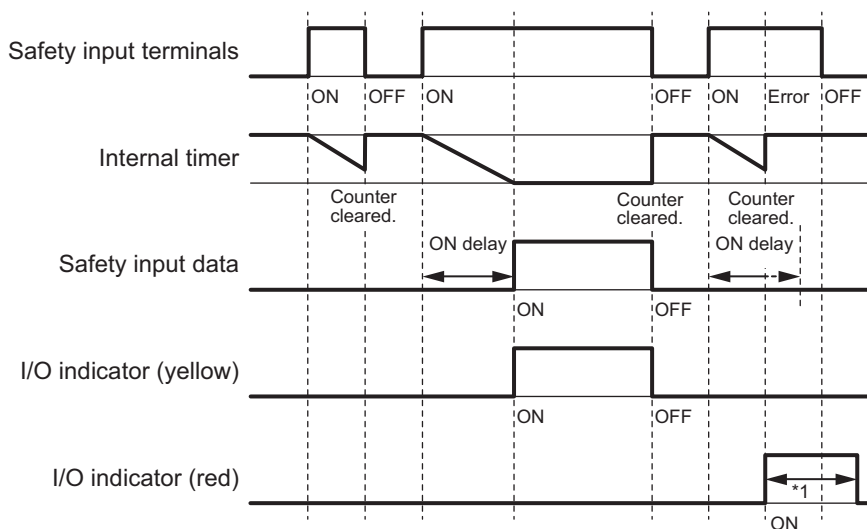 Safety input terminals
ON OFF ON OFF ON Error OFF
Internal timer
Counter cleared.
Counter cleared.
Counter cleared.
ON delay
ON delay
Safety input data
ON OFF
I/O indicator (yellow)
ON OFF
I/O indicator (red)
*1
ON